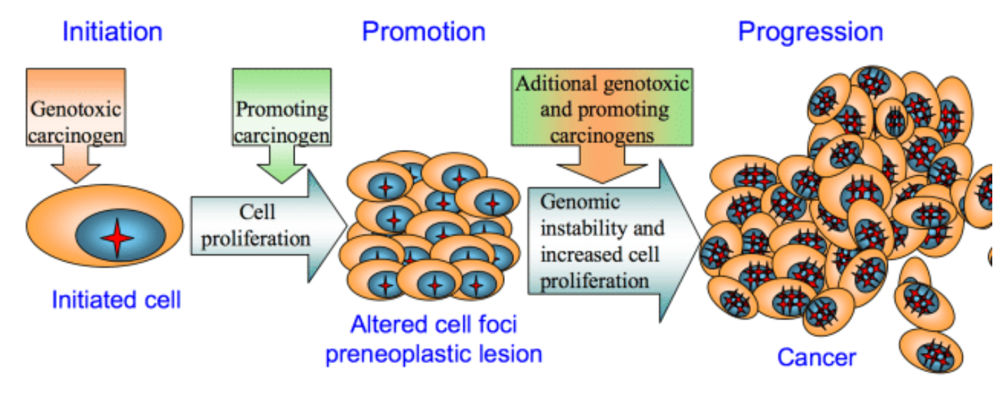 Initiation
Promotion
Progression
Genotoxic
carcinogen
Promoting
carcinogen
Aditional genotoxic
and promoting
carcinogens
Cell
proliferation
Genomic
instability and
increased cell
proliferation
Initiated cell
Altered cell foci
preneoplastic lesion
Cancer